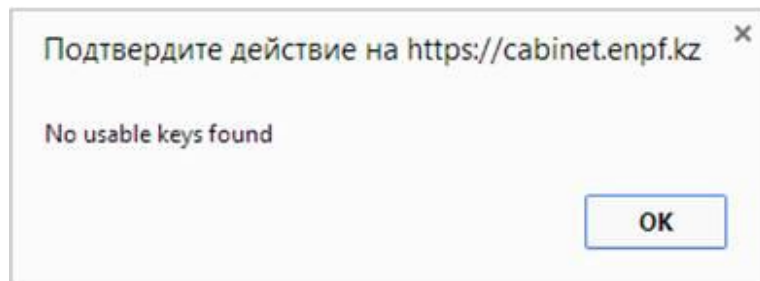 Подтвердите действие на https://cabinet.enpf.kz
No usable keys found
OK